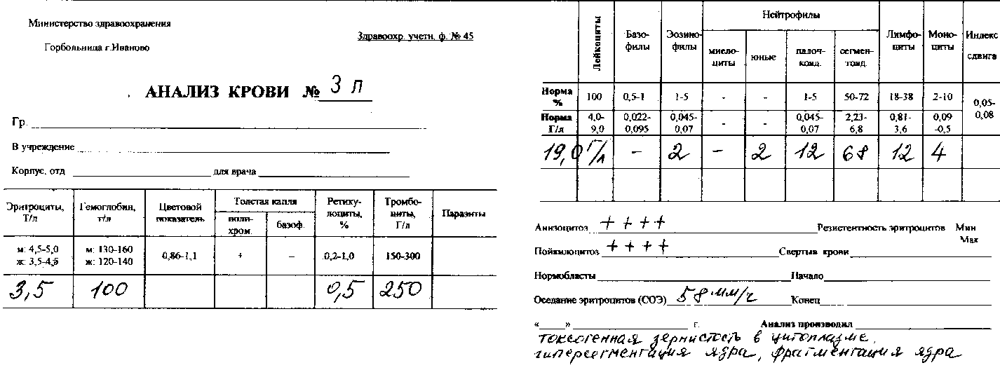 Министерство здравоохранения
Здравоохр. учетн. ф. № 45
Горбольница г.Иваново
АНАЛИЗ КРОВИ № 3 л
Гр.
В учреждение
Корпус, отд для врача
Эритроциты, Т/л Гемоглобин, г/л Цветовой показатель Толстая капля Ретику-лоциты, % Тромбо-циты, Г/л Паразиты
поли-хром. базоф.
м: 4,5-5,0 м: 130-160 0,86-1,1 + – 0,2-1,0 150-300
ж: 3,5-4,5 ж: 120-140
3,5 100 0,5 250
Лейкоциты Базо-филы Эозино-филы Нейтрофилы Лимфо-циты Моно-циты Индекс сдвига
миело-циты юные палоч-кояд. сегмен-тояд.
Норма % 100 0,5-1 1-5 - - 1-5 50-72 18-38 2-10 0,05-0,08
Норма Г/л 4,0-9,0 0,022-0,095 0,045-0,07 - - 0,045-0,07 2,23-6,8 0,81-3,6 0,09-0,5
19,0 Г/л – 2 – 2 12 68 12 4
Анизоцитоз ++++ Резистентность эритроцитов Мин
Мах
Пойкилоцитоз ++++ Свертыв крови
Нормобласты Начало
Оседание эритроцитов (СОЭ) 58 мм/ч Конец
« » г. Анализ производил
токсогенная зернистость в цитоплазме,
гиперсегментация ядра, фрагментация ядра